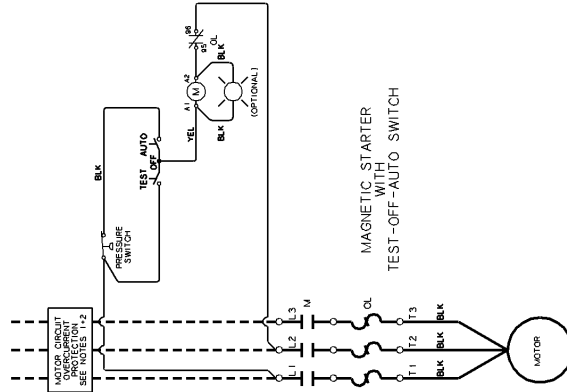 MOTOR CIRCUIT
OVERCURRENT
PROTECTION
SEE NOTES 1+2
PRESSURE
SWITCH
BLK
TEST
OFF
AUTO
YEL
A1
M
A2
95
96
OL
BLK
BLK
(OPTIONAL)
L1
L2
L3
M
OL
T1
T2
T3
BLK
BLK
BLK
MOTOR
MAGNETIC STARTER
WITH
TEST-OFF-AUTO SWITCH